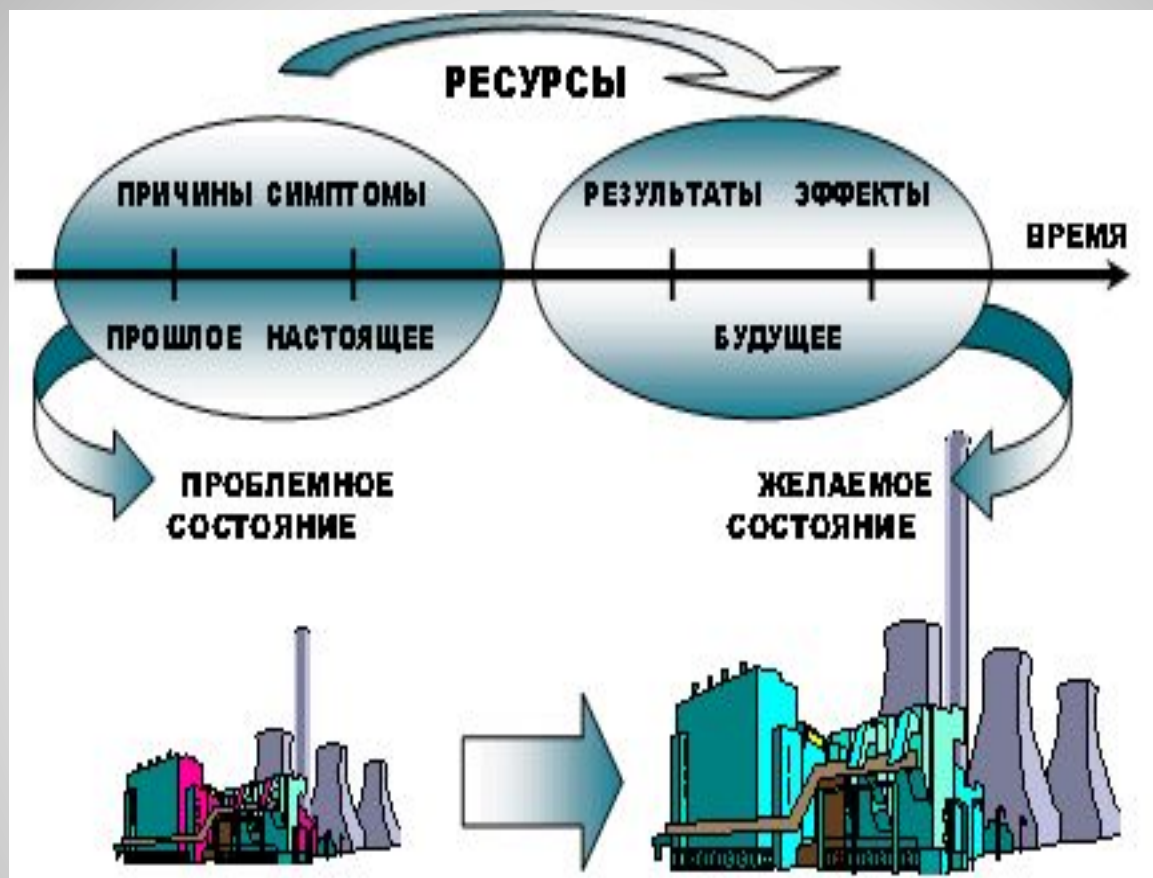 РЕСУРСЫ
ПРИЧИНЫ СИМПТОМЫ
РЕЗУЛЬТАТЫ ЭФФЕКТЫ
ВРЕМЯ
ПРОШЛОЕ НАСТОЯЩЕЕ
БУДУЩЕЕ
ПРОБЛЕМНОЕ
СОСТОЯНИЕ
ЖЕЛАЕМОЕ
СОСТОЯНИЕ